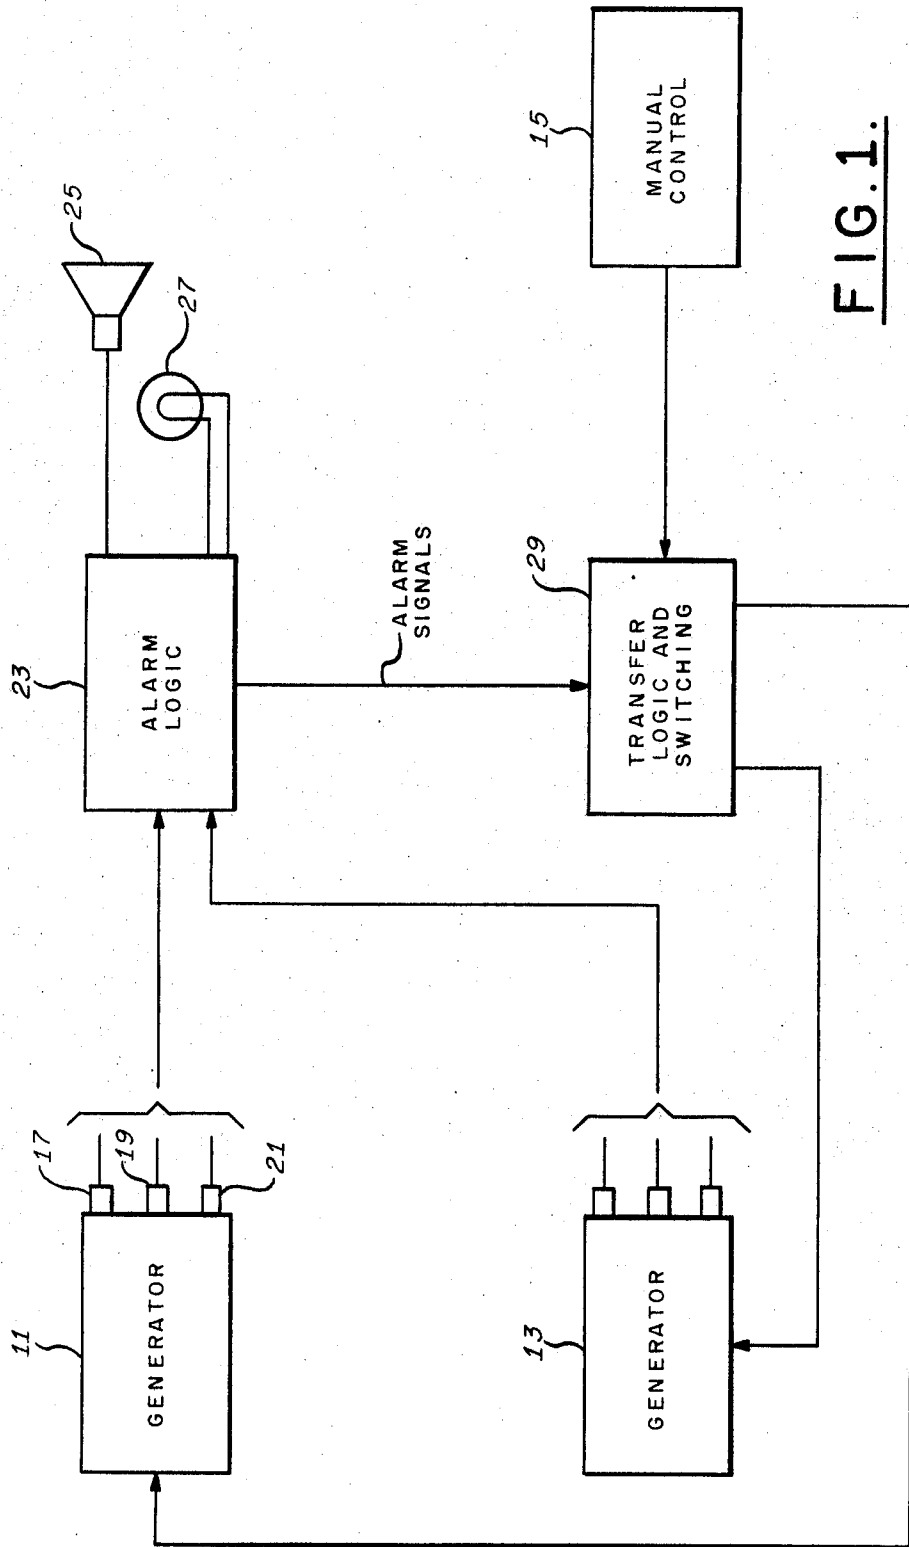 11
GENERATOR
17
19
21
23
ALARM
LOGIC
25
27
ALARM
SIGNALS
13
GENERATOR
29
TRANSFER
LOGIC AND
SWITCHING
15
MANUAL
CONTROL
FIG.1.